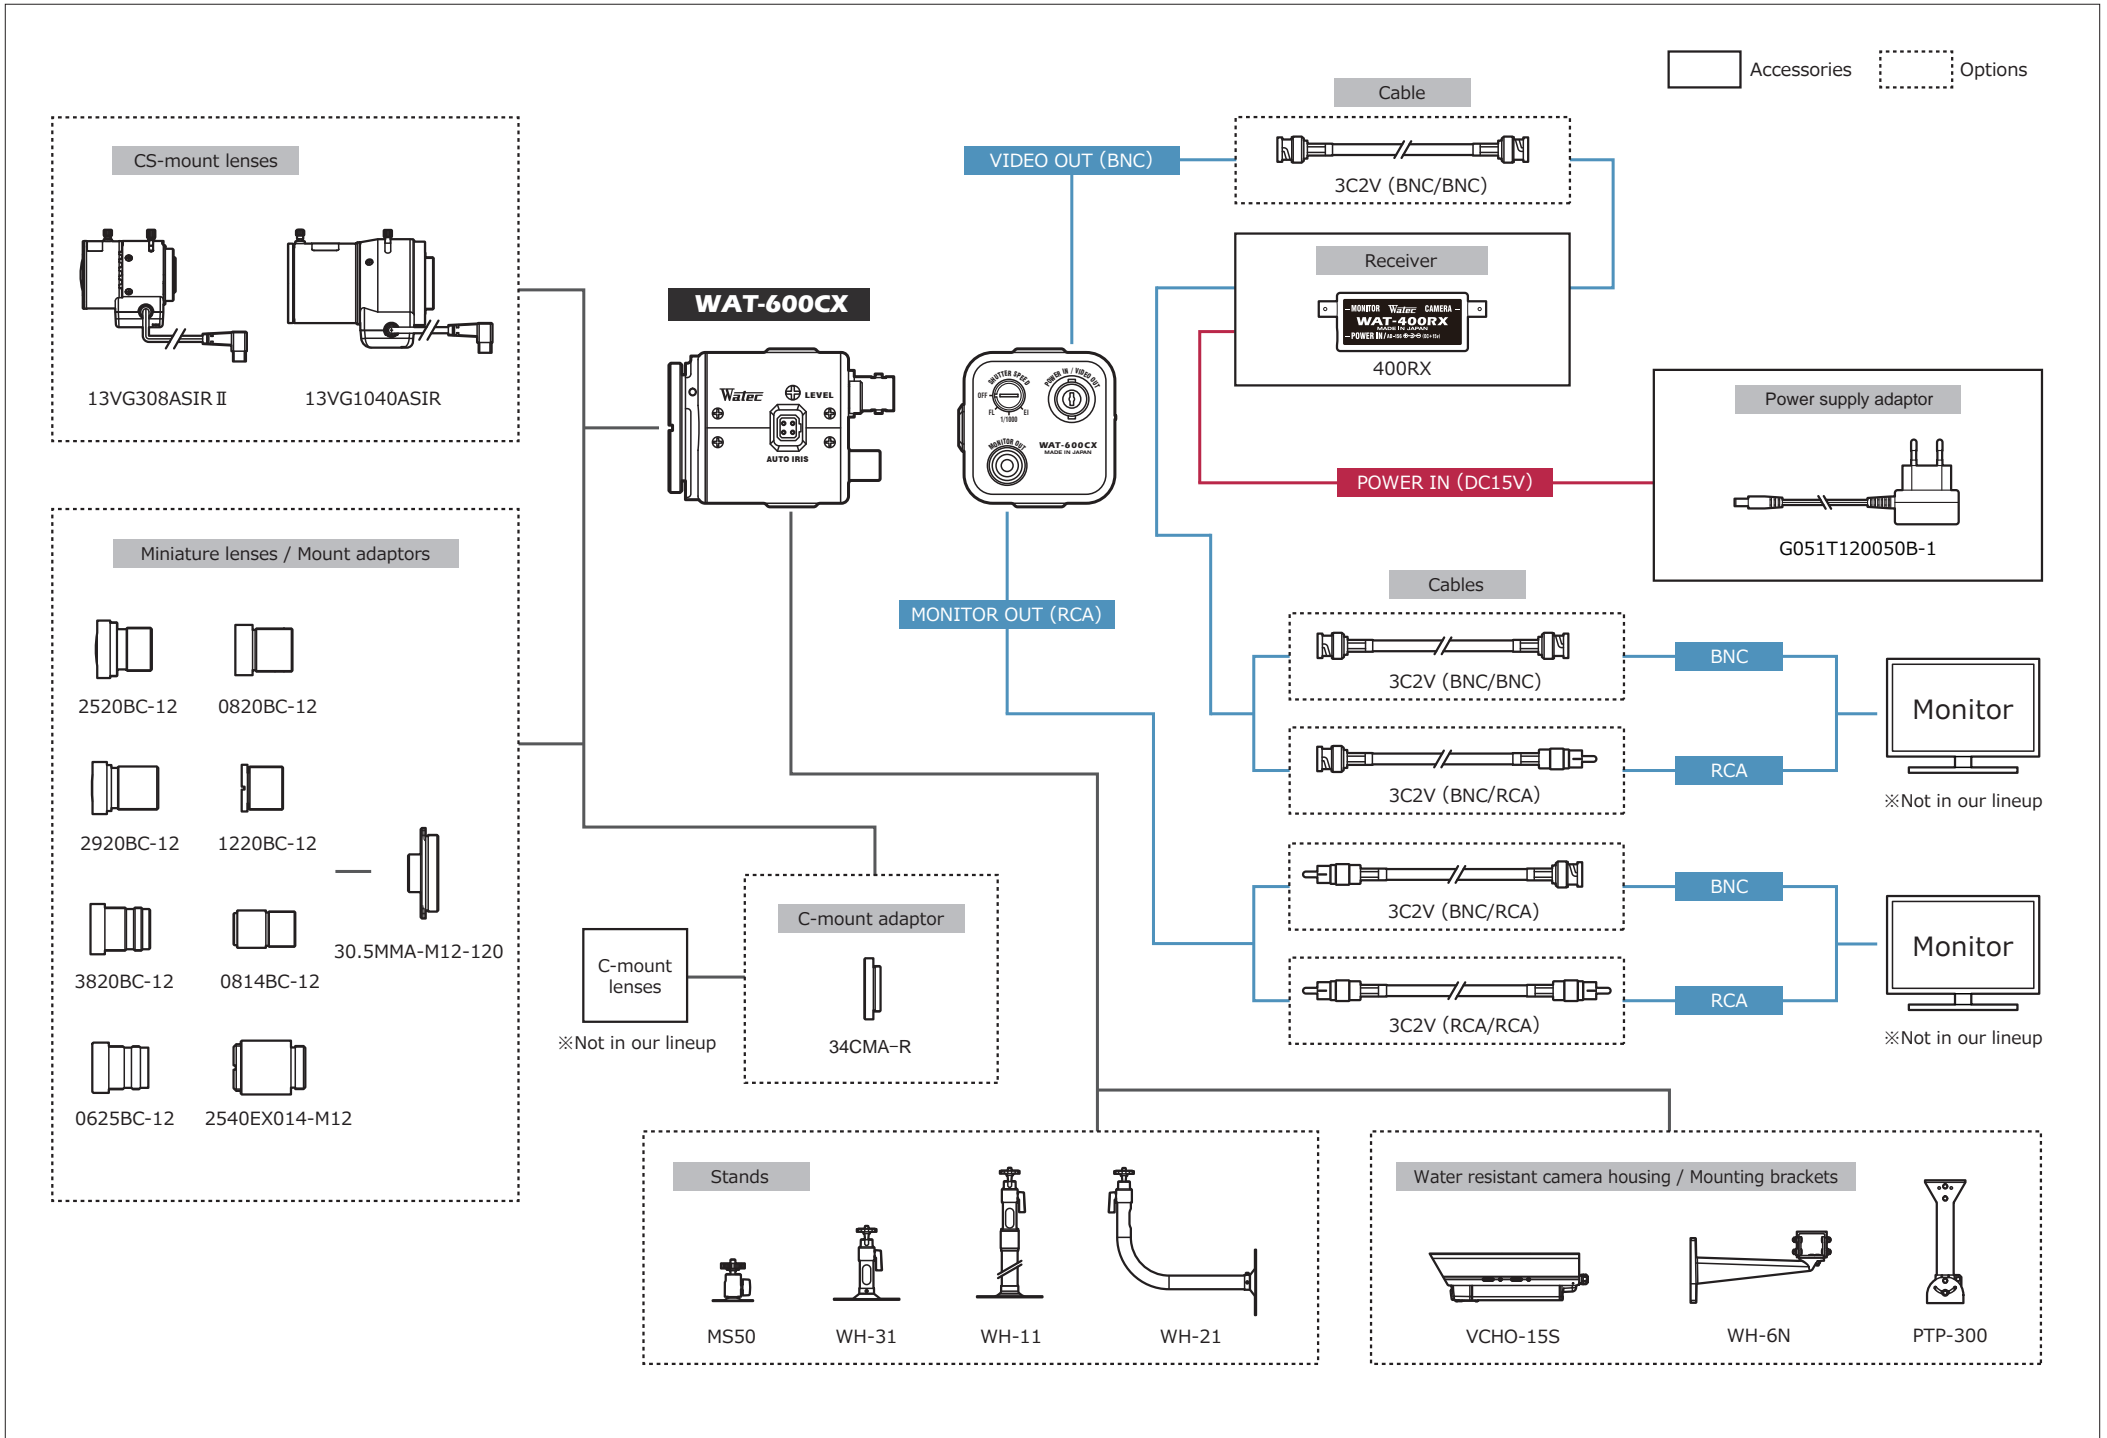 Accessories
Options
Cable
CS-mount lenses
VIDEO OUT (BNC)
3C2V (BNC/BNC)
Receiver
MONITOR Watec CAMERA
WAT-400RX
MADE IN JAPAN
POWER IN
400RX
WAT-600CX
13VG308ASIR Ⅱ
13VG1040ASIR
Watec
LEVEL
AUTO IRIS
SHUTTER SPEED
OFF
FL
EI
1/1000
POWER IN / VIDEO OUT
MONITOR OUT
WAT-600CX
MADE IN JAPAN
Power supply adaptor
POWER IN (DC15V)
G051T120050B-1
Miniature lenses / Mount adaptors
Cables
MONITOR OUT (RCA)
2520BC-12
0820BC-12
3C2V (BNC/BNC)
BNC
Monitor
2920BC-12
1220BC-12
3C2V (BNC/RCA)
RCA
※Not in our lineup
3820BC-12
0814BC-12
30.5MMA-M12-120
C-mount adaptor
C-mount
lenses
※Not in our lineup
34CMA-R
3C2V (BNC/RCA)
BNC
Monitor
3C2V (RCA/RCA)
RCA
※Not in our lineup
0625BC-12
2540EX014-M12
Stands
MS50
WH-31
WH-11
WH-21
Water resistant camera housing / Mounting brackets
VCHO-15S
WH-6N
PTP-300